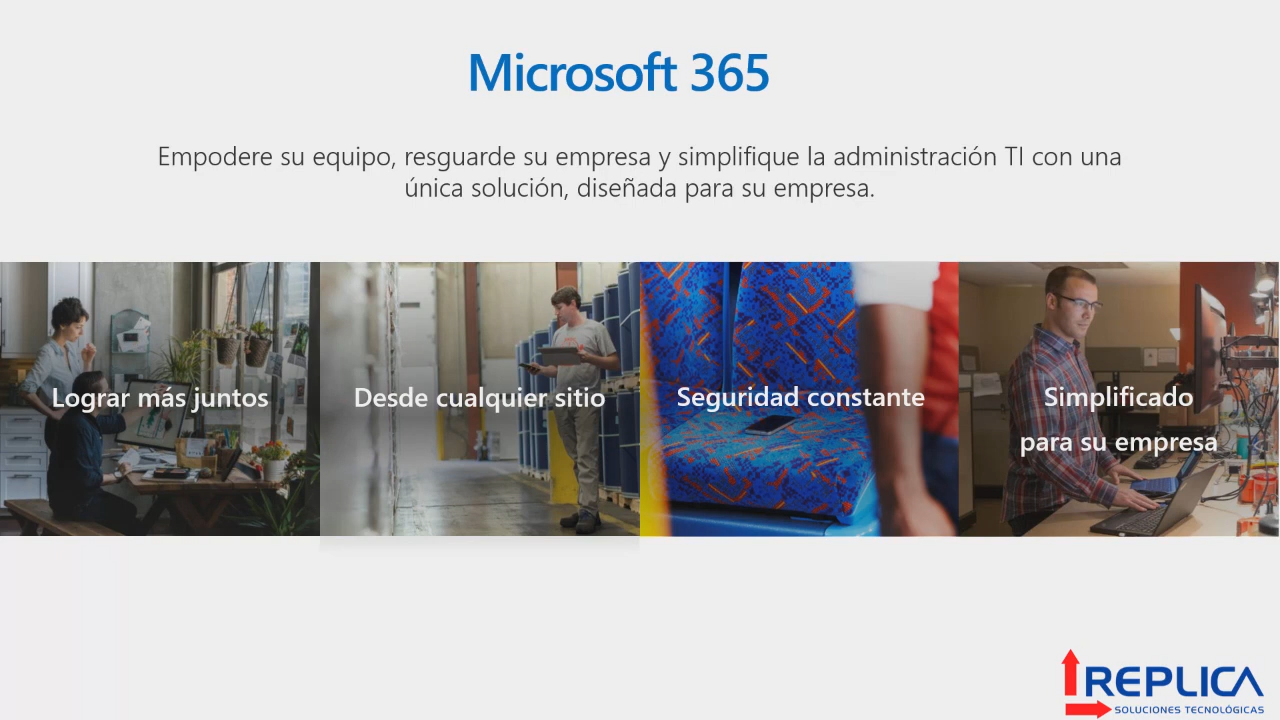 Microsoft 365
Empodere su equipo, resguarde su empresa y simplifique la administración TI con una
única solución, diseñada para su empresa.
Lograr más juntos
Desde cualquier sitio
Seguridad constante
Simplificado
para su empresa
REPLICA
SOLUCIONES TECNOLÓGICAS